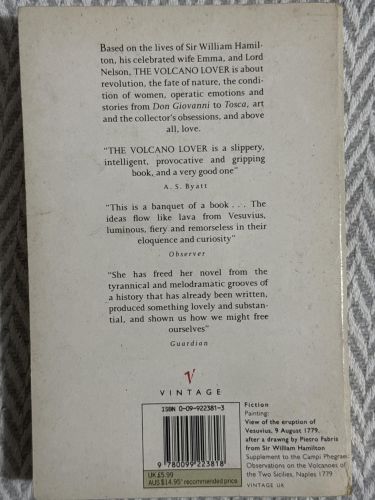 Based on the lives of Sir William Hamil-
ton, his celebrated wife Emma, and Lord
Nelson, THE VOLCANO LOVER is about
revolution, the fate of nature, the condi-
tion of women, operatic emotions and
stories from Don Giovanni to Tosca, art
and the collector's obsessions, and above
all, love.
“THE VOLCANO LOVER is a slippery,
intelligent, provocative and gripping
book, and a very good one”
A. S. Byatt
“This is a banquet of a book . . . The
ideas flow like lava from Vesuvius,
luminous, fiery and remorseless in their
eloquence and curiosity”
Observer
“She has freed her novel from the
tyrannical and melodramatic grooves of
a history that has already been written,
produced something lovely and substan-
tial, and shown us how we might free
ourselves”
Guardian
V
VINTAGE
ISBN 0-09-922381-3
9 780099 223818
UK £5.99
AUS $14.95* recommended price
Fiction
Painting:
View of the eruption of
Vesuvius, 9 August 1779,
after a drawng by Pietro Fabris
from Sir William Hamilton
Supplement to the Campi Phegræi:
Observations on the Volcanoes of
the Two Sicilies, Naples 1779
VINTAGE UK